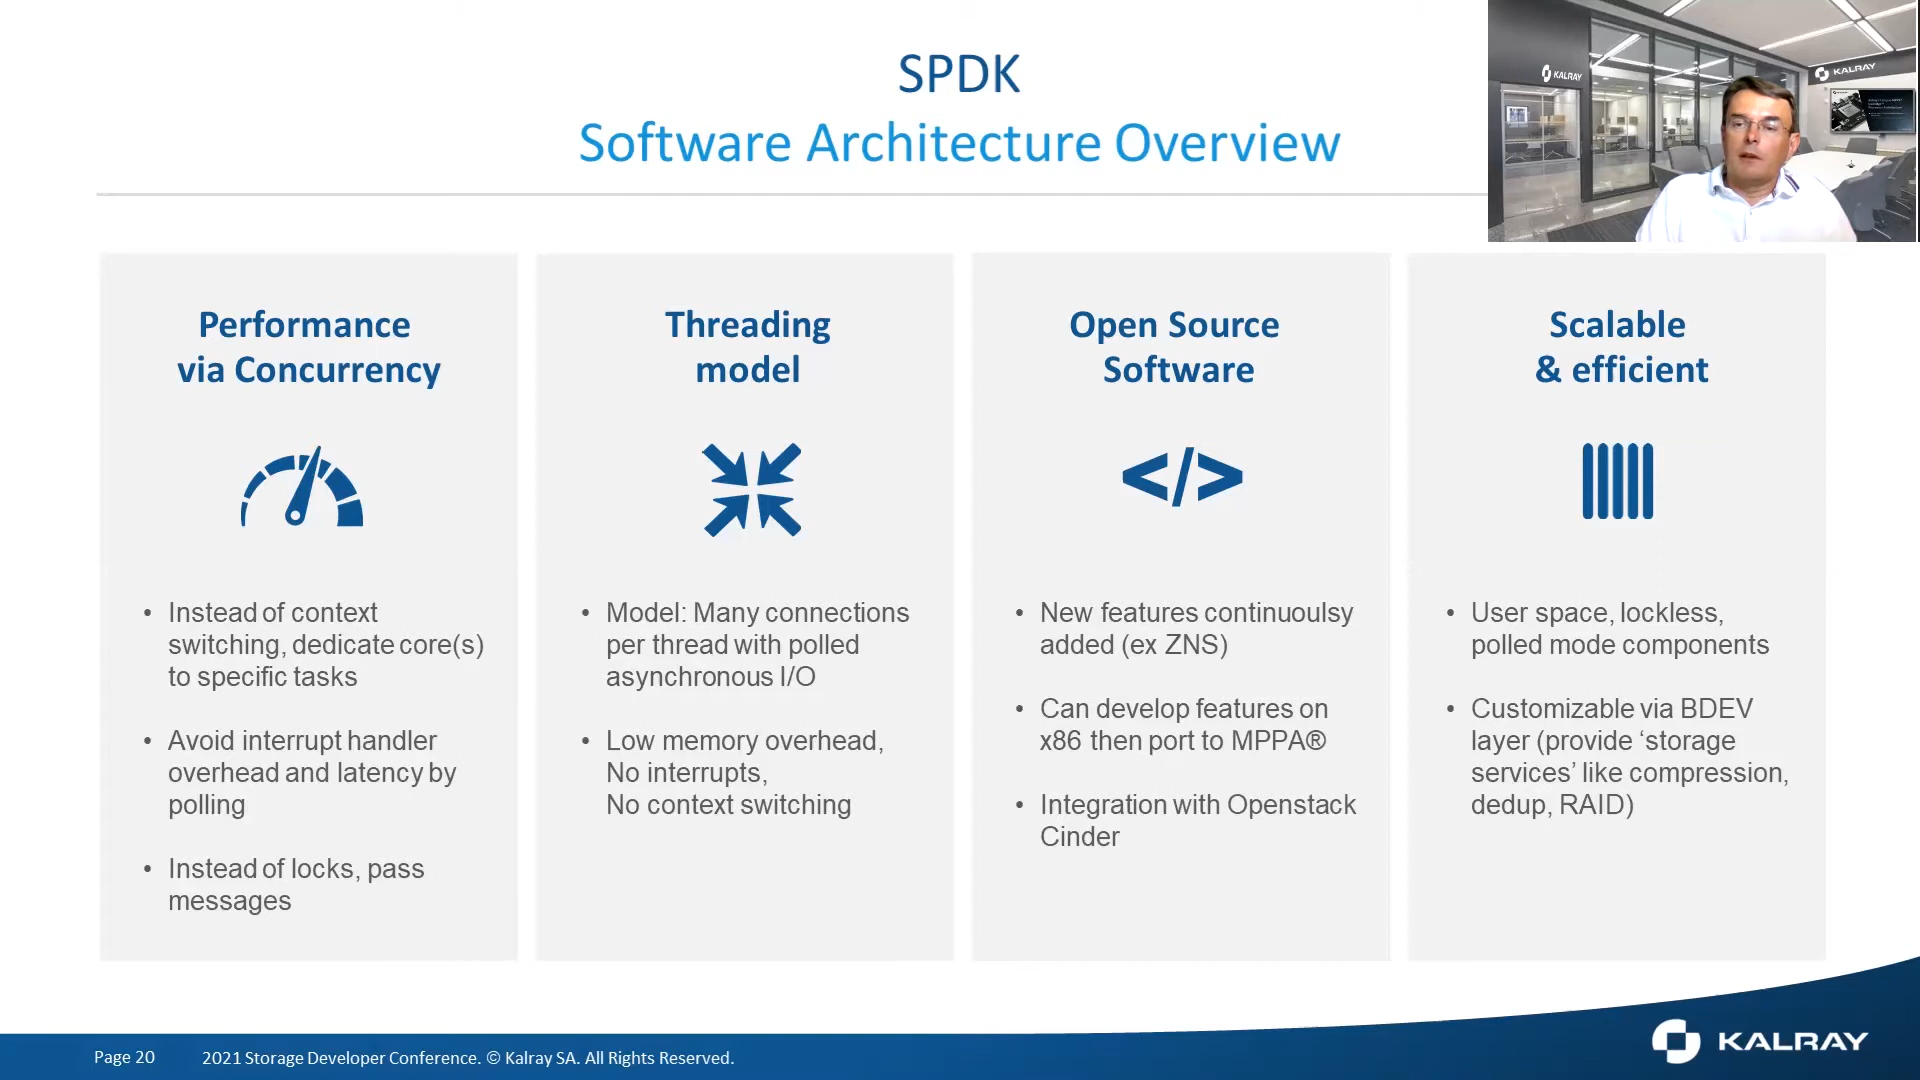 SPDK
Software Architecture Overview
KALRAY
KALRAY
Performance
via Concurrency
• Instead of context
switching, dedicate core(s)
to specific tasks
• Avoid interrupt handler
overhead and latency by
polling
• Instead of locks, pass
messages
Threading
model
• Model: Many connections
per thread with polled
asynchronous I/O
• Low memory overhead,
No interrupts,
No context switching
Open Source
Software
</>
• New features continuoulsy
added (ex ZNS)
• Can develop features on
x86 then port to MPPA®
• Integration with Openstack
Cinder
Scalable
& efficient
• User space, lockless,
polled mode components
• Customizable via BDEV
layer (provide ‘storage
services’ like compression,
dedup, RAID)
Page 20
2021 Storage Developer Conference. © Kalray SA. All Rights Reserved.
KALRAY